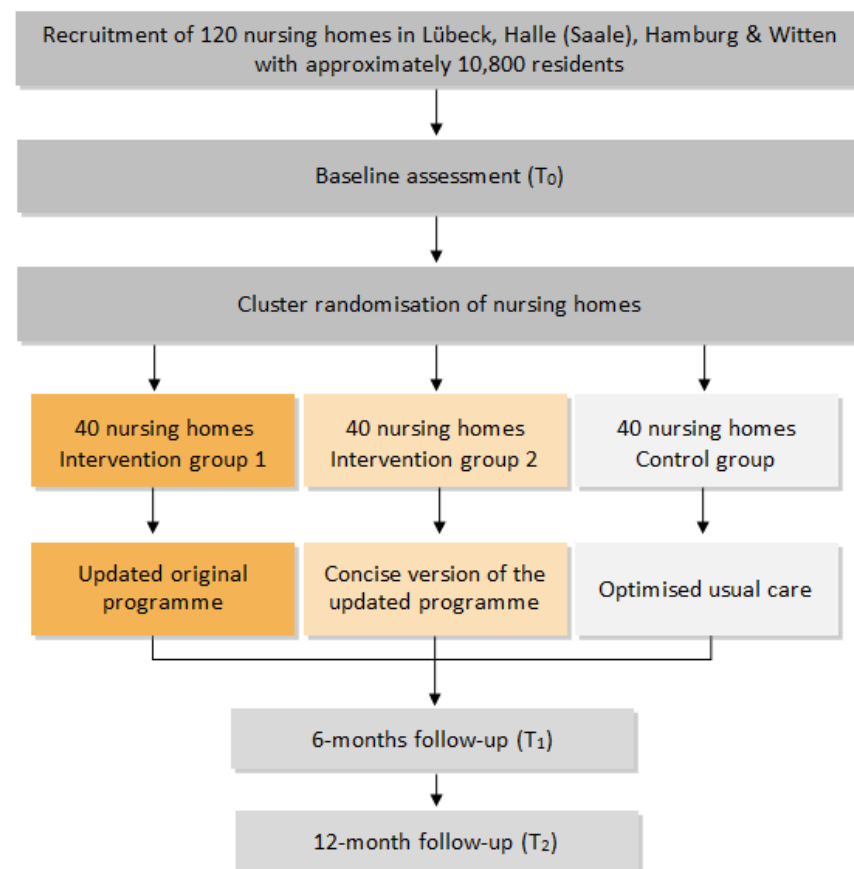 Recruitment of 120 nursing homes in Lübeck, Halle (Saale), Hamburg & Witten
with approximately 10,800 residents
Baseline assessment (T₀)
Cluster randomisation of nursing homes
40 nursing homes
Intervention group 1
40 nursing homes
Intervention group 2
40 nursing homes
Control group
Updated original
programme
Concise version of the
updated programme
Optimised usual care
6-months follow-up (T₁)
12-month follow-up (T₂)